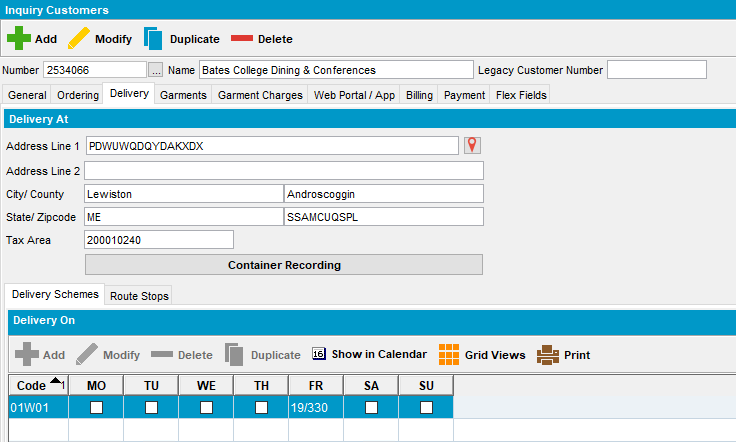 Inquiry Customers
Add Modify Duplicate Delete
Number 2534066 ... Name Bates College Dining & Conferences Legacy Customer Number
General Ordering Delivery Garments Garment Charges Web Portal / App Billing Payment Flex Fields
Delivery At
Address Line 1 PDWUWQDQYDAKXDX
Address Line 2
City/ County Lewiston Androscoggin
State/ Zipcode ME SSAMCUQSPL
Tax Area 200010240
Container Recording
Delivery Schemes Route Stops
Delivery On
Add Modify Delete Duplicate 16 Show in Calendar Grid Views Print
Code 1 MO TU WE TH FR SA SU
01W01 19/330